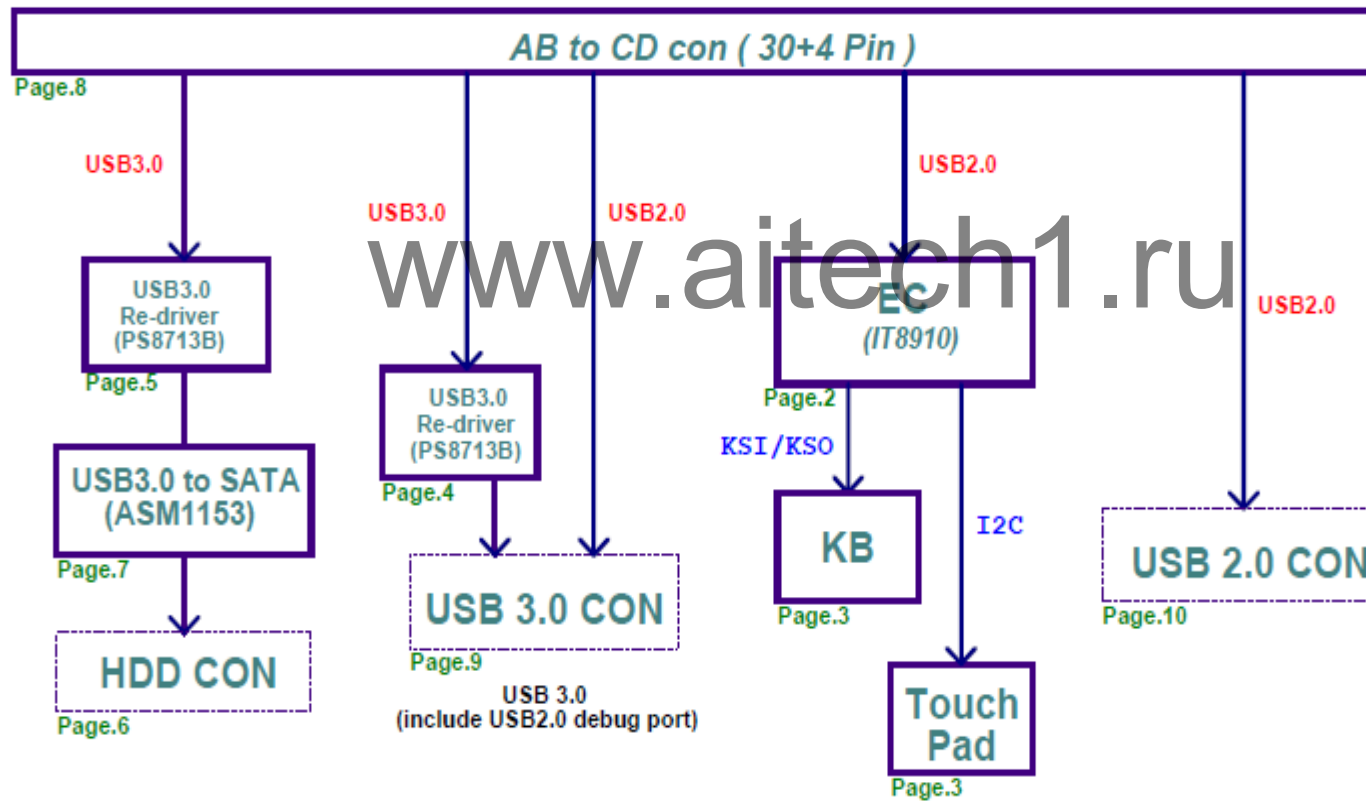 AB to CD con ( 30+4 Pin )
Page.8
USB3.0
USB3.0
USB2.0
USB2.0
USB2.0
www.aitech1.ru
USB3.0
Re-driver
(PS8713B)
Page.5
USB3.0 to SATA
(ASM1153)
Page.7
HDD CON
Page.6
USB3.0
Re-driver
(PS8713B)
Page.4
USB 3.0 CON
Page.9
USB 3.0
(include USB2.0 debug port)
EC
(IT8910)
Page.2
KSI/KSO
KB
Page.3
I2C
Touch
Pad
Page.3
USB 2.0 CON
Page.10